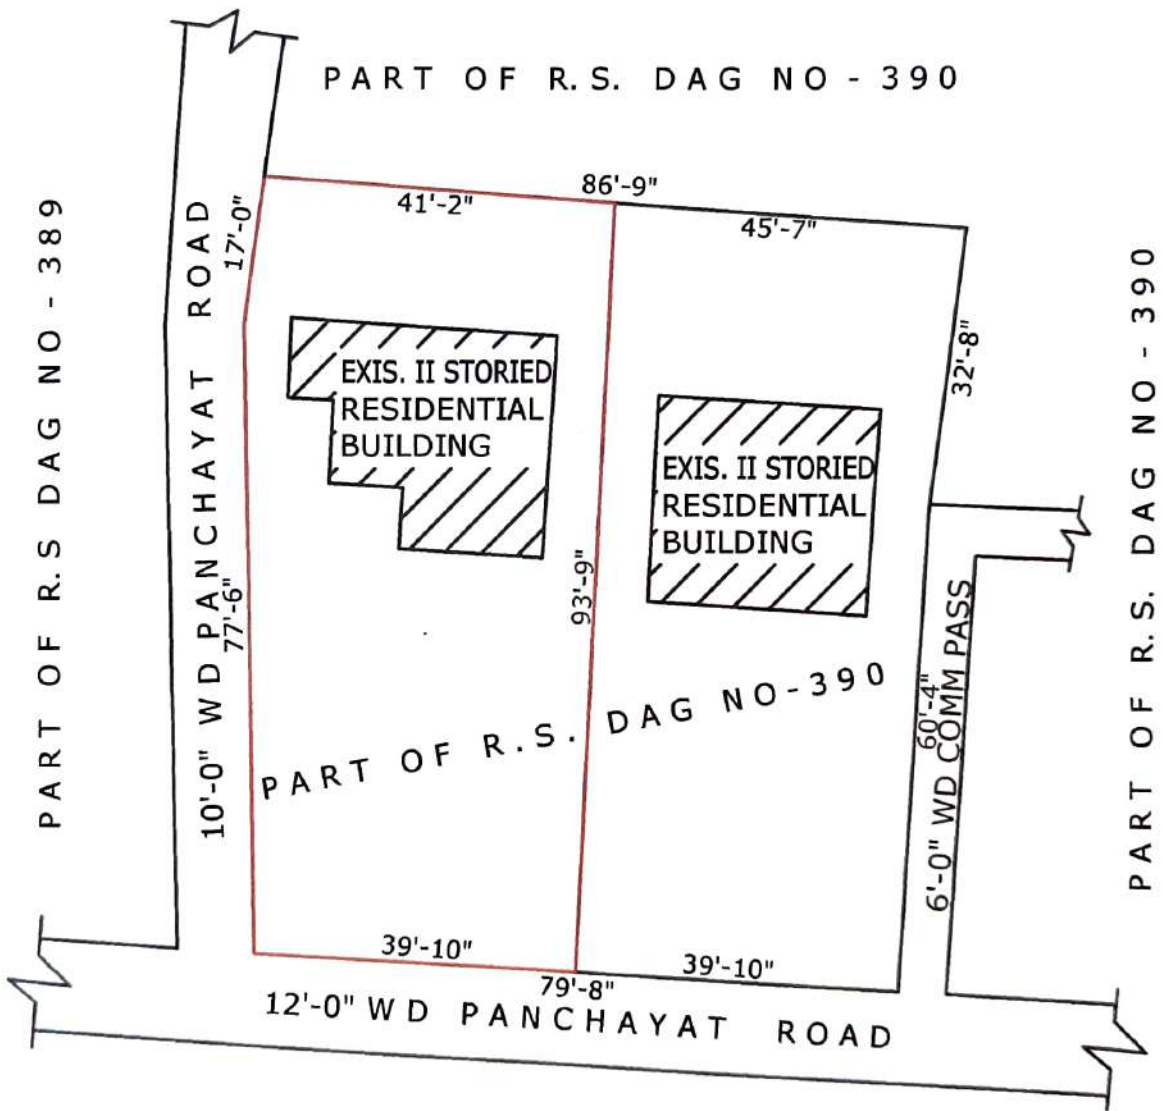 PART OF R.S. DAG NO - 390
86'-9"
41'-2"
45'-7"
17'-0"
32'-8"
PART OF R.S DAG NO - 389
10'-0" WD PANCHAYAT ROAD
77'-6"
EXIS. II STORIED
RESIDENTIAL
BUILDING
93'-9"
EXIS. II STORIED
RESIDENTIAL
BUILDING
60'-4"
6'-0" WD COMM PASS
PART OF R.S. DAG NO - 390
PART OF R.S. DAG NO-390
39'-10"
39'-10"
79'-8"
12'-0" WD PANCHAYAT ROAD